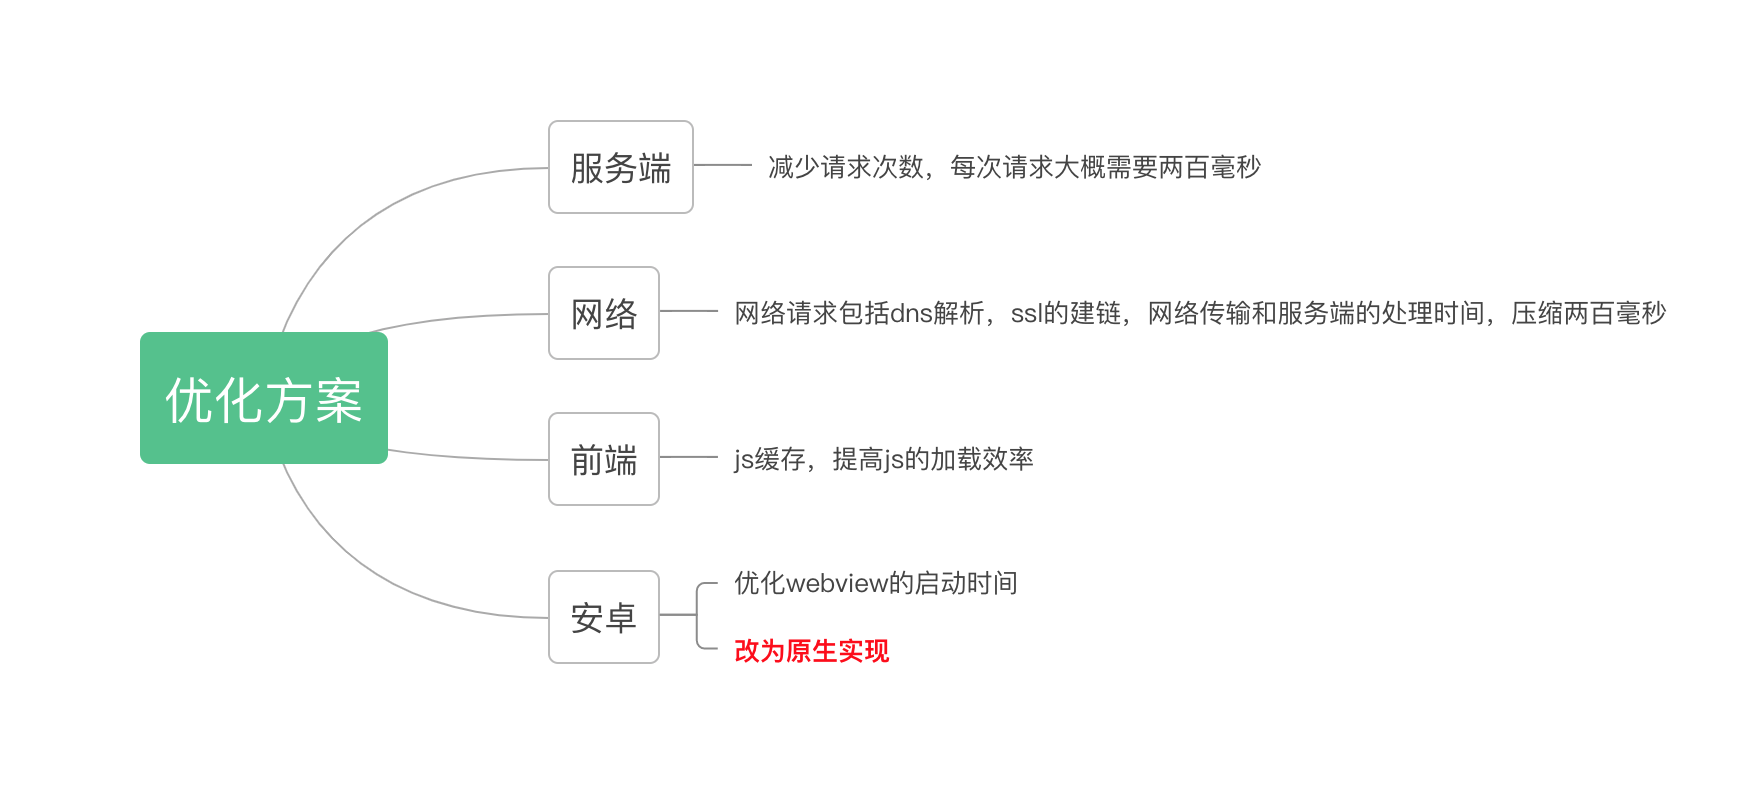 优化方案
服务端
减少请求次数，每次请求大概需要两百毫秒
网络
网络请求包括dns解析，ssl的建链，网络传输和服务端的处理时间，压缩两百毫秒
前端
js缓存，提高js的加载效率
安卓
优化webview的启动时间
改为原生实现